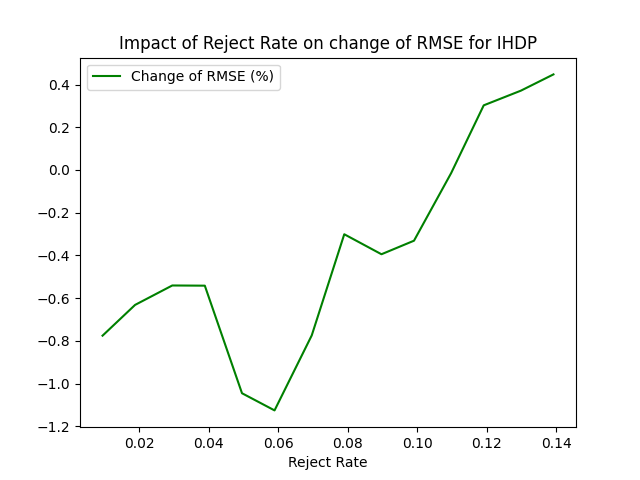 Impact of Reject Rate on change of RMSE for IHDP
Change of RMSE (%)
0.4
0.2
0.0
−0.2
−0.4
−0.6
−0.8
−1.0
−1.2
0.02 0.04 0.06 0.08 0.10 0.12 0.14
Reject Rate